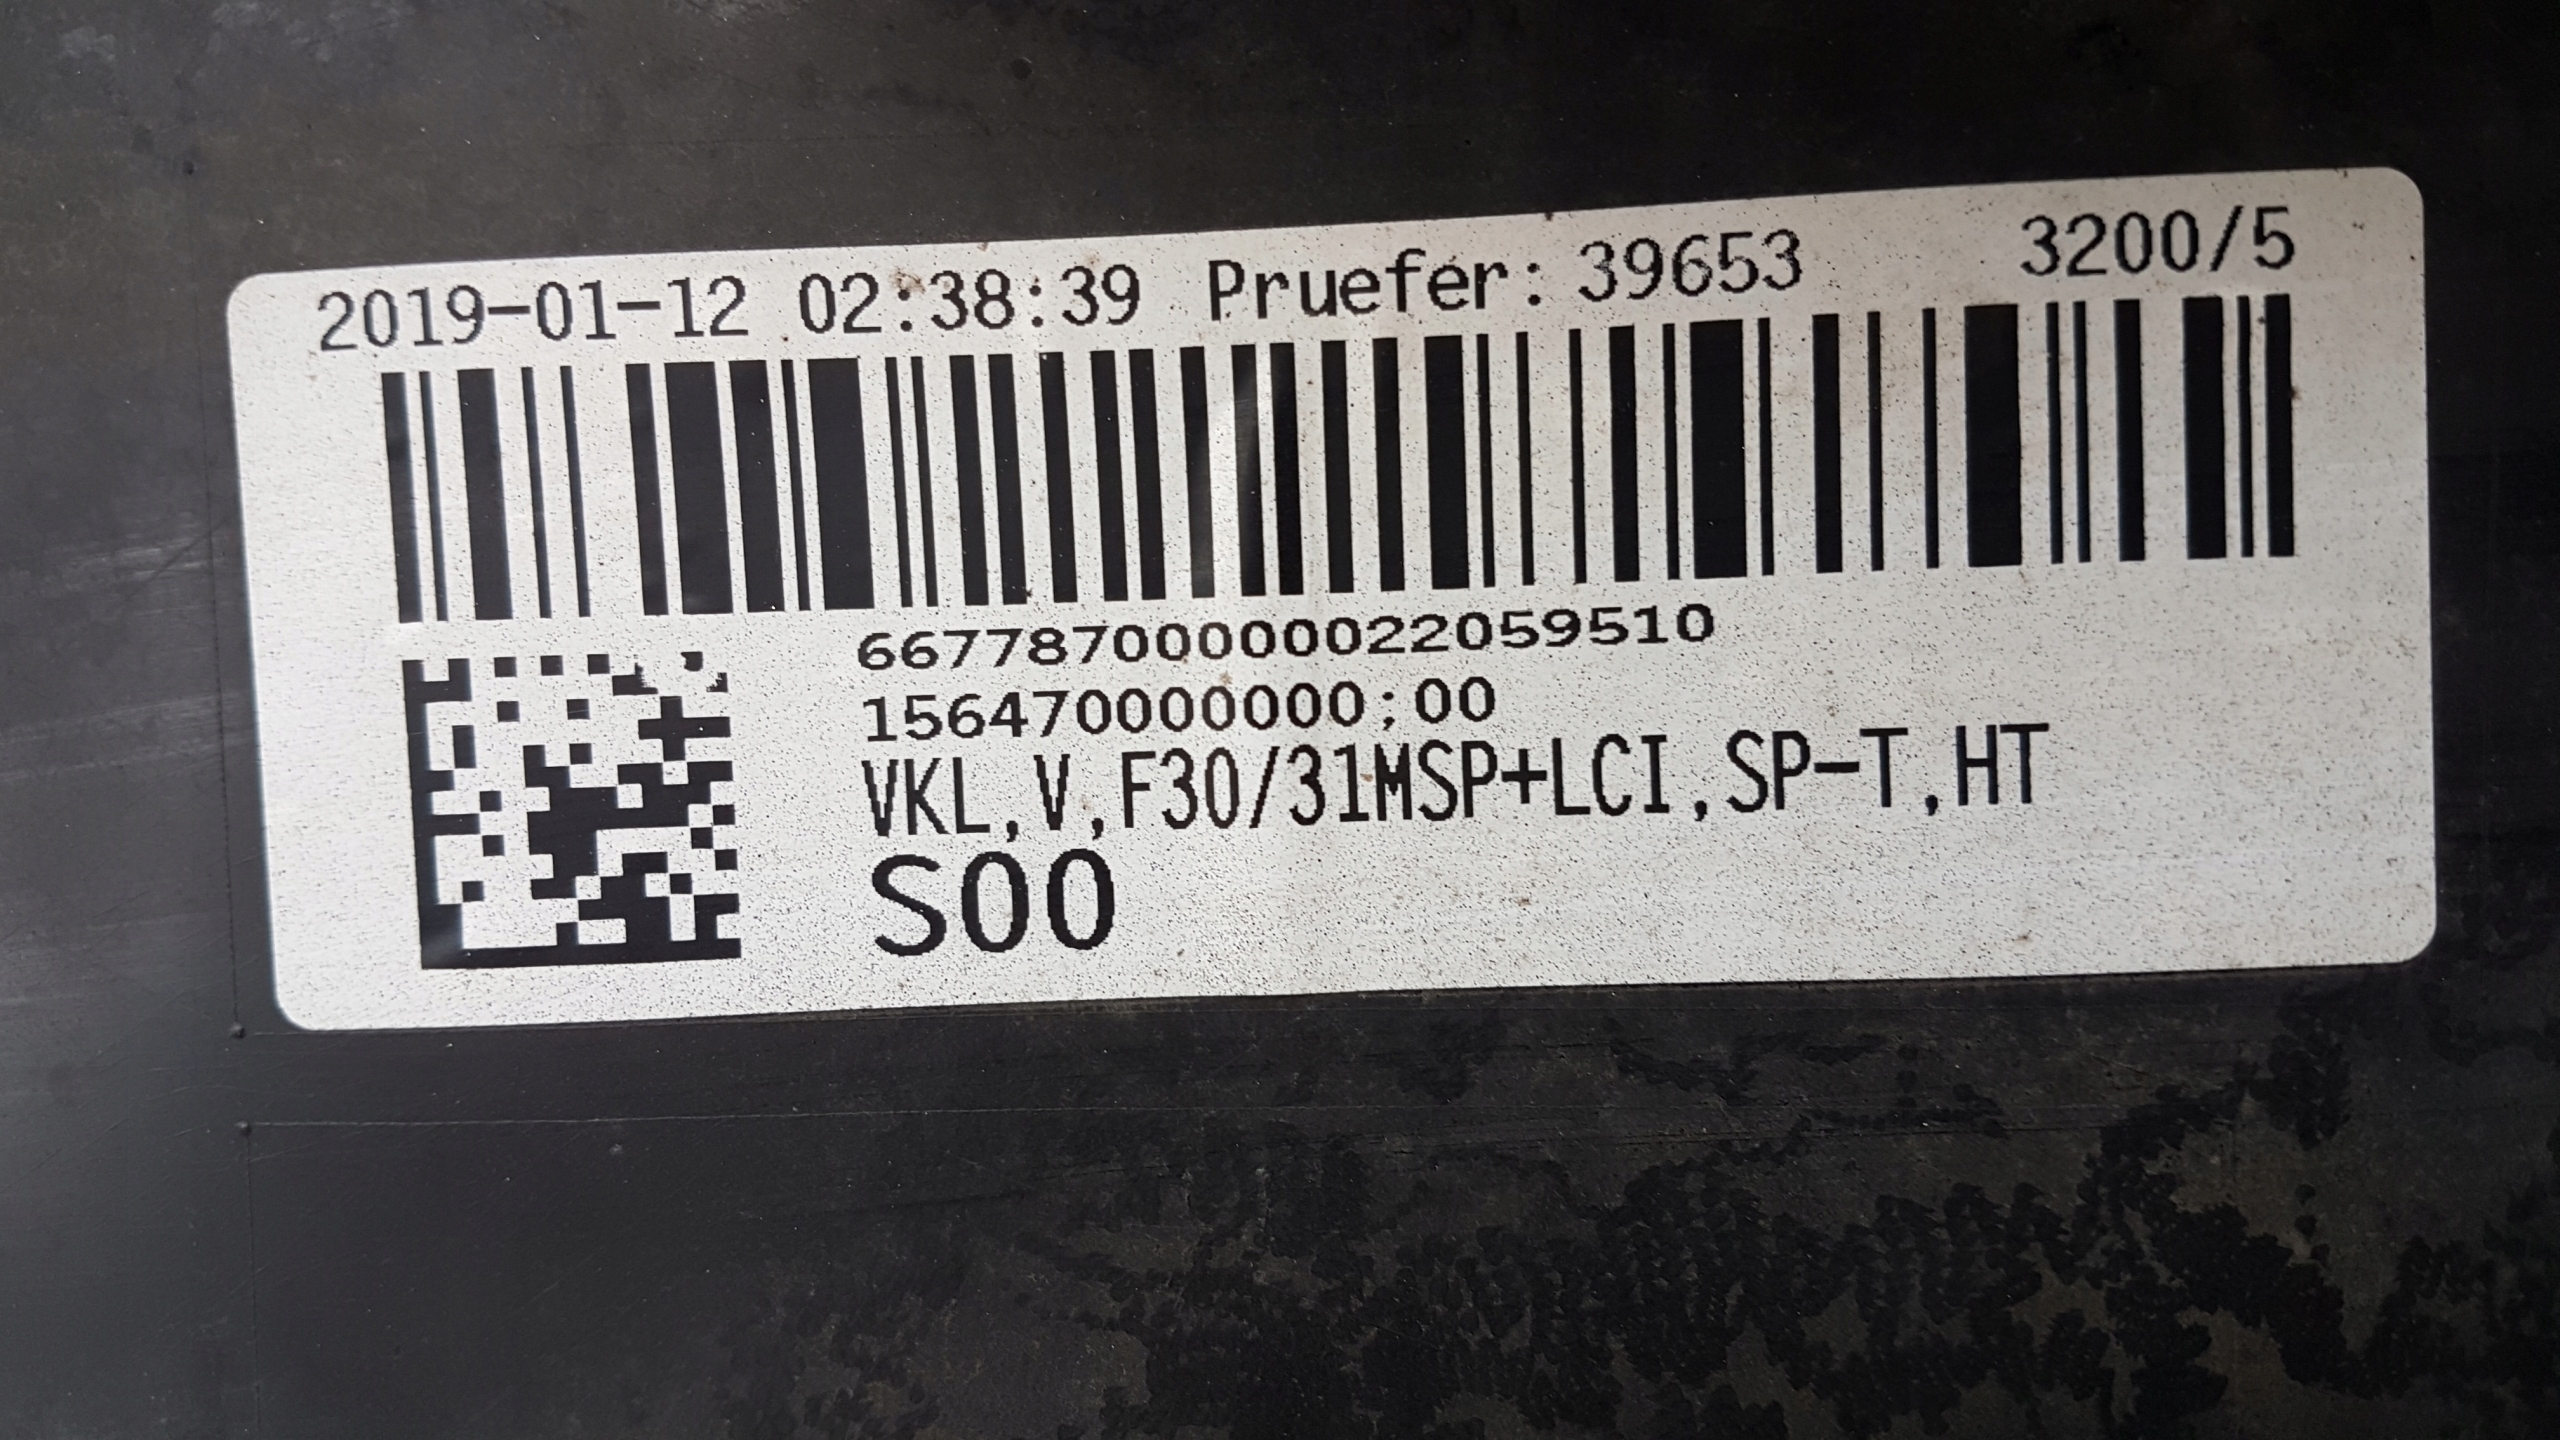 2019-01-12 02:38:39 Pruefer: 39653 3200/5
66778700000022059510
156470000000;00
VKL,V,F30/31MSP+LCI,SP-T,HT
S00